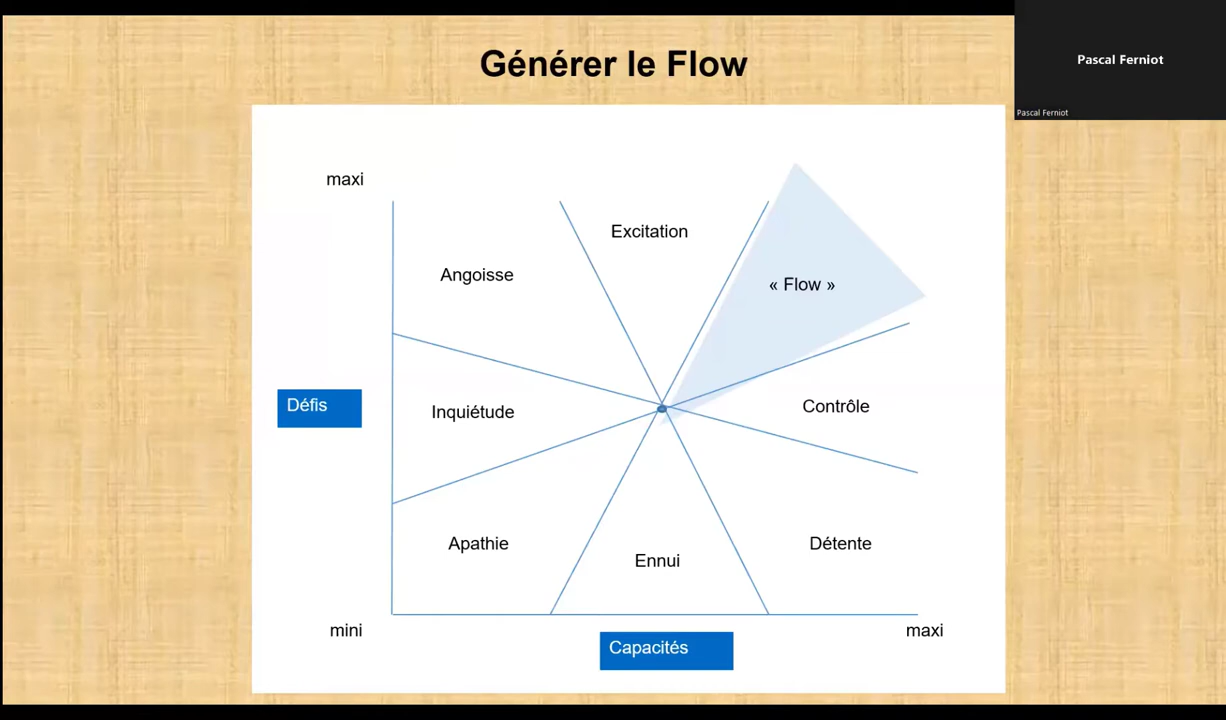 Générer le Flow
Pascal Ferniot
Pascal Ferniot
maxi
Excitation
Angoisse
« Flow »
Défis
Inquiétude
Contrôle
Apathie
Ennui
Détente
mini
maxi
Capacités